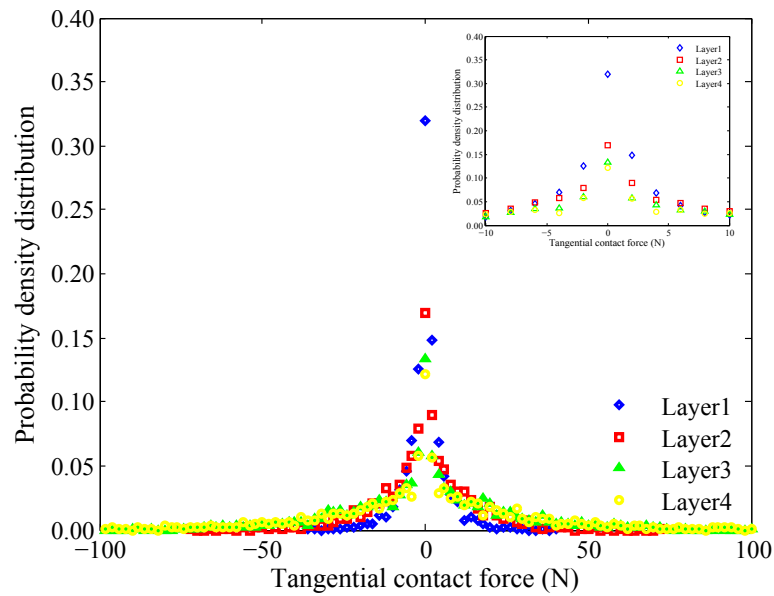 0.40
0.35
0.30
0.25
0.20
0.15
0.10
0.05
0.00
Probability density distribution
−100
−50
0
50
100
Tangential contact force (N)
Layer1
Layer2
Layer3
Layer4
0.40
0.35
0.30
0.25
0.20
0.15
0.10
0.05
0.00
Probability density distribution
−10
−5
0
5
10
Tangential contact force (N)
Layer1
Layer2
Layer3
Layer4